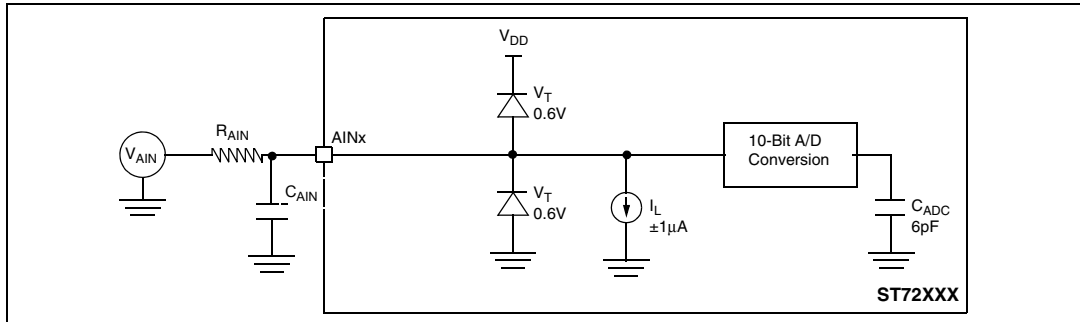 V_DD
V_T
0.6V
R_AIN
AINx
V_AIN
10-Bit A/D
Conversion
C_AIN
V_T
0.6V
I_L
±1μA
C_ADC
6pF
ST72XXX